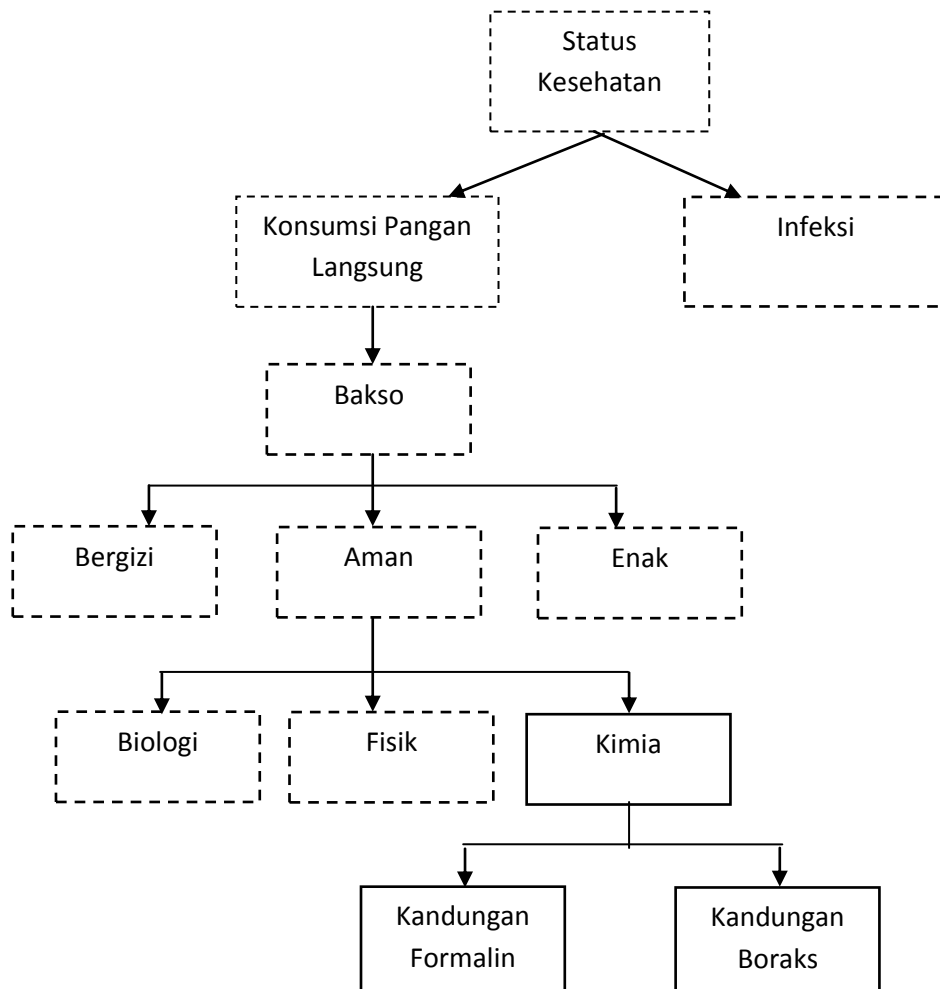 Status
Kesehatan
Konsumsi Pangan
Langsung
Infeksi
Bakso
Bergizi
Aman
Enak
Biologi
Fisik
Kimia
Kandungan
Formalin
Kandungan
Boraks